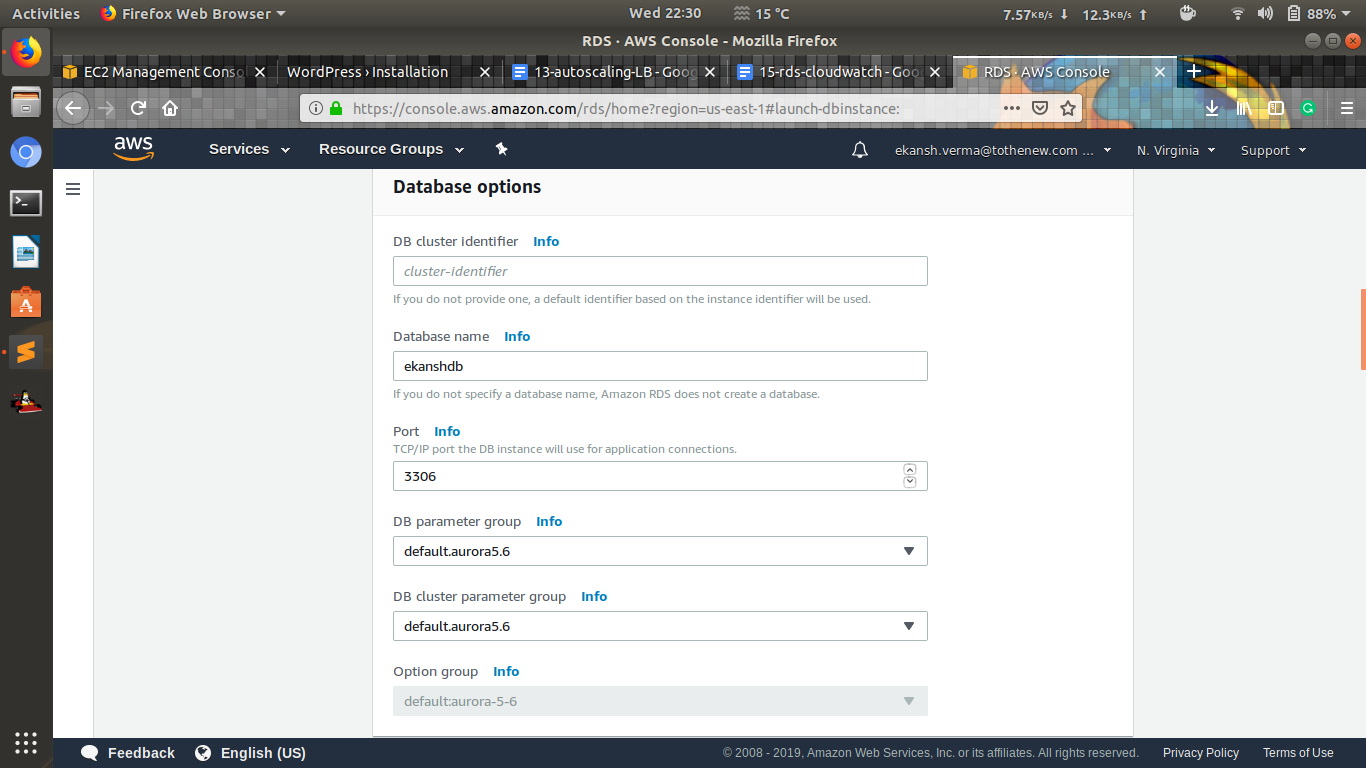 Activities Firefox Web Browser Wed 22:30 15 °C 7.57KB/s 12.3KB/s 88%
RDS · AWS Console - Mozilla Firefox
EC2 Management Conso WordPress › Installation 13-autoscaling-LB - Goog 15-rds-cloudwatch - Goo RDS · AWS Console
https://console.aws.amazon.com/rds/home?region=us-east-1#launch-dbinstance:
aws Services Resource Groups ekansh.verma@tothenew.com ... N. Virginia Support
Database options
DB cluster identifier Info
cluster-identifier
If you do not provide one, a default identifier based on the instance identifier will be used.
Database name Info
ekanshdb
If you do not specify a database name, Amazon RDS does not create a database.
Port Info
TCP/IP port the DB instance will use for application connections.
3306
DB parameter group Info
default.aurora5.6
DB cluster parameter group Info
default.aurora5.6
Option group Info
default:aurora-5-6
Feedback English (US) © 2008 - 2019, Amazon Web Services, Inc. or its affiliates. All rights reserved. Privacy Policy Terms of Use